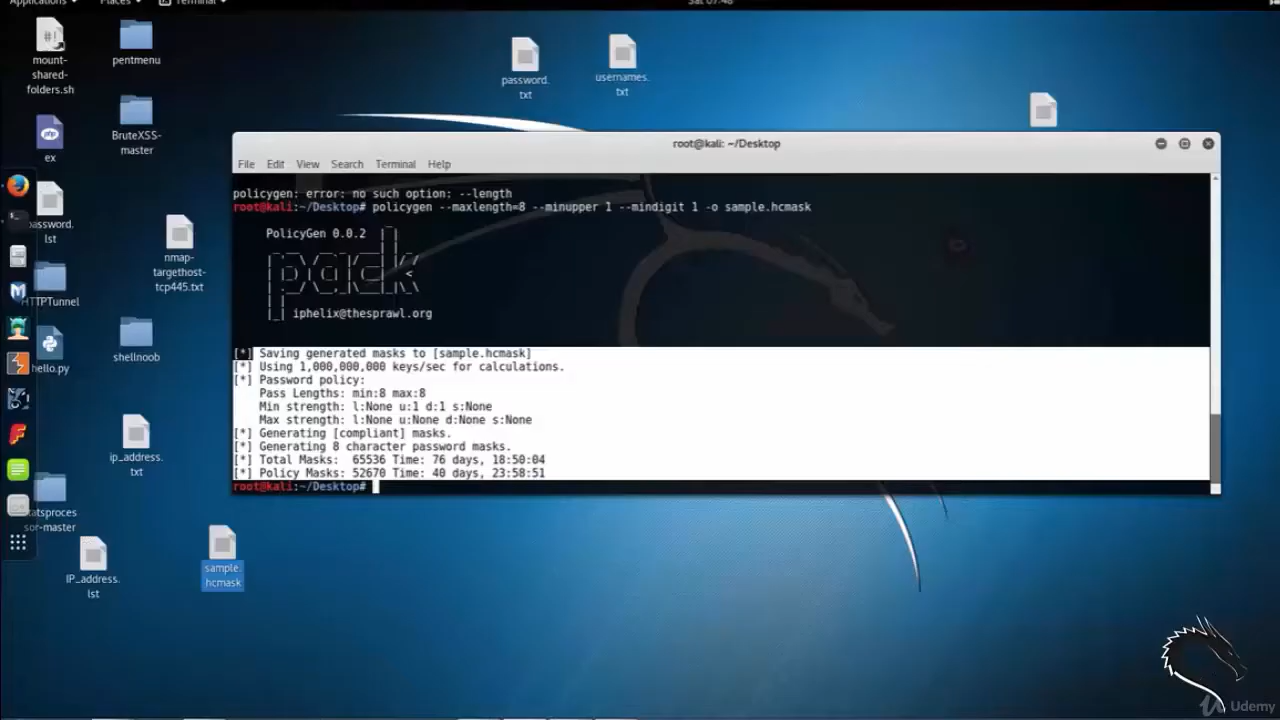 Applications
Places
Terminal
Sat 07:48
mount-
shared-
folders.sh
pentmenu
password.
txt
usernames.
txt
ex
BruteXSS-
master
password.
lst
nmap-
targethost-
tcp445.txt
HTTPTunnel
hello.py
shellnoob
ip_address.
txt
sor-master
IP_address.
lst
sample.
hcmask
root@kali: ~/Desktop
File Edit View Search Terminal Help
policygen: error: no such option: --length
root@kali:~/Desktop# policygen --maxlength=8 --minupper 1 --mindigit 1 -o sample.hcmask
PolicyGen 0.0.2
pack
iphelix@thesprawl.org
[*] Saving generated masks to [sample.hcmask]
[*] Using 1,000,000,000 keys/sec for calculations.
[*] Password policy:
Pass Lengths: min:8 max:8
Min strength: l:None u:1 d:1 s:None
Max strength: l:None u:None d:None s:None
[*] Generating [compliant] masks.
[*] Generating 8 character password masks.
[*] Total Masks: 65536 Time: 76 days, 18:50:04
[*] Policy Masks: 52670 Time: 40 days, 23:58:51
root@kali:~/Desktop#
Udemy